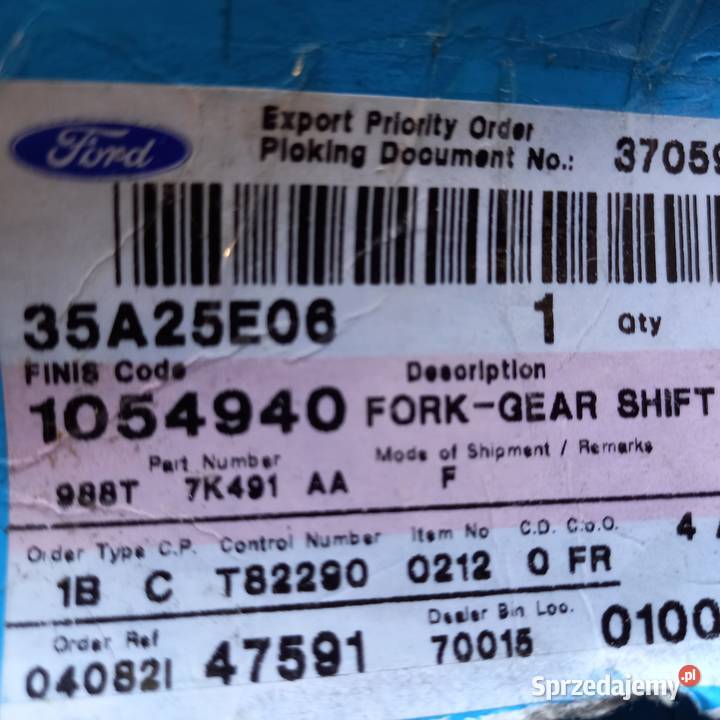 Ford
Export Priority Order
Picking Document No.: 37059
35A25E06 1 Qty
FINIS Code Description
1054940 FORK-GEAR SHIFT
Part Number Mode of Shipment / Remarks
988T 7K491 AA F
Order Type C.P. Control Number Item No C.D. C.o.O. 4
1B C T82290 0212 0 FR
Order Ref Dealer Bin Loc.
040821 47591 70015 0100
Sprzedajemy.pl